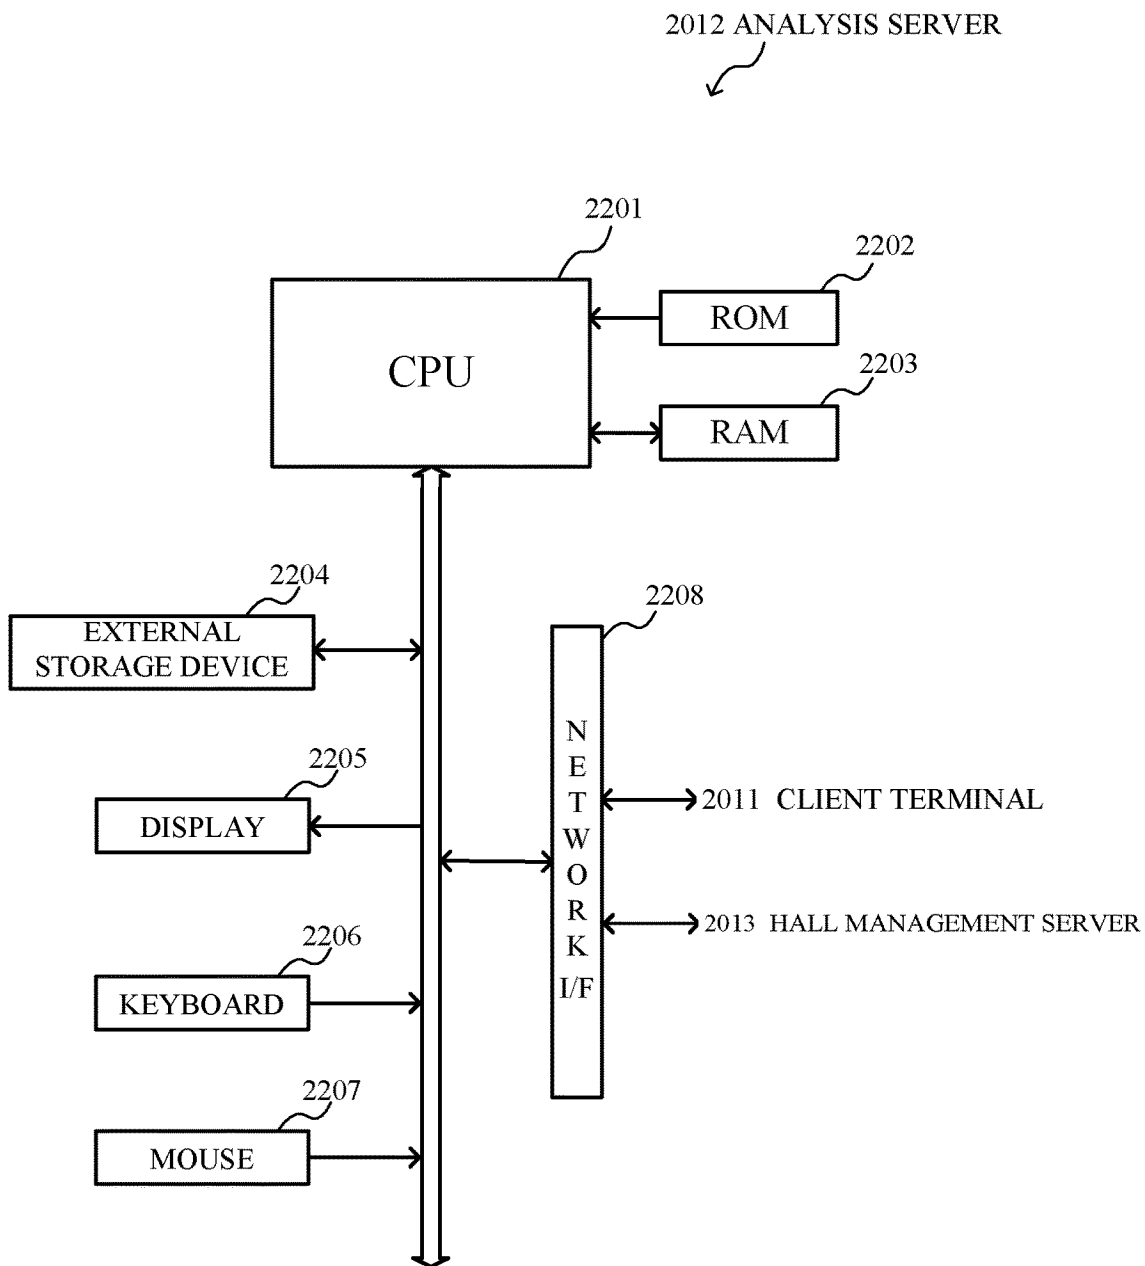 2012 ANALYSIS SERVER
2201
2202
CPU
ROM
2203
RAM
2204
EXTERNAL
STORAGE DEVICE
2208
2205
DISPLAY
NETWORK
I/F
2011 CLIENT TERMINAL
2013 HALL MANAGEMENT SERVER
2206
KEYBOARD
2207
MOUSE